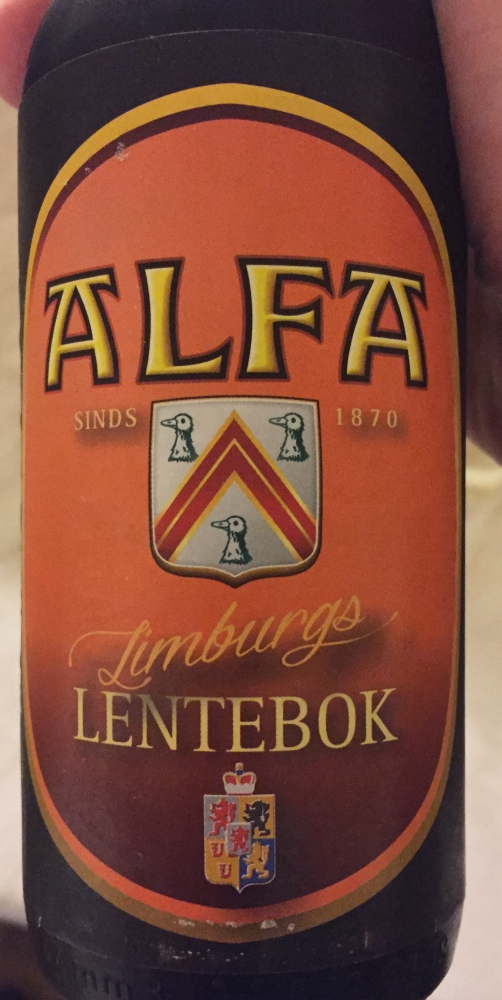 ALFA
SINDS 1870
Limburgs
LENTEBOK